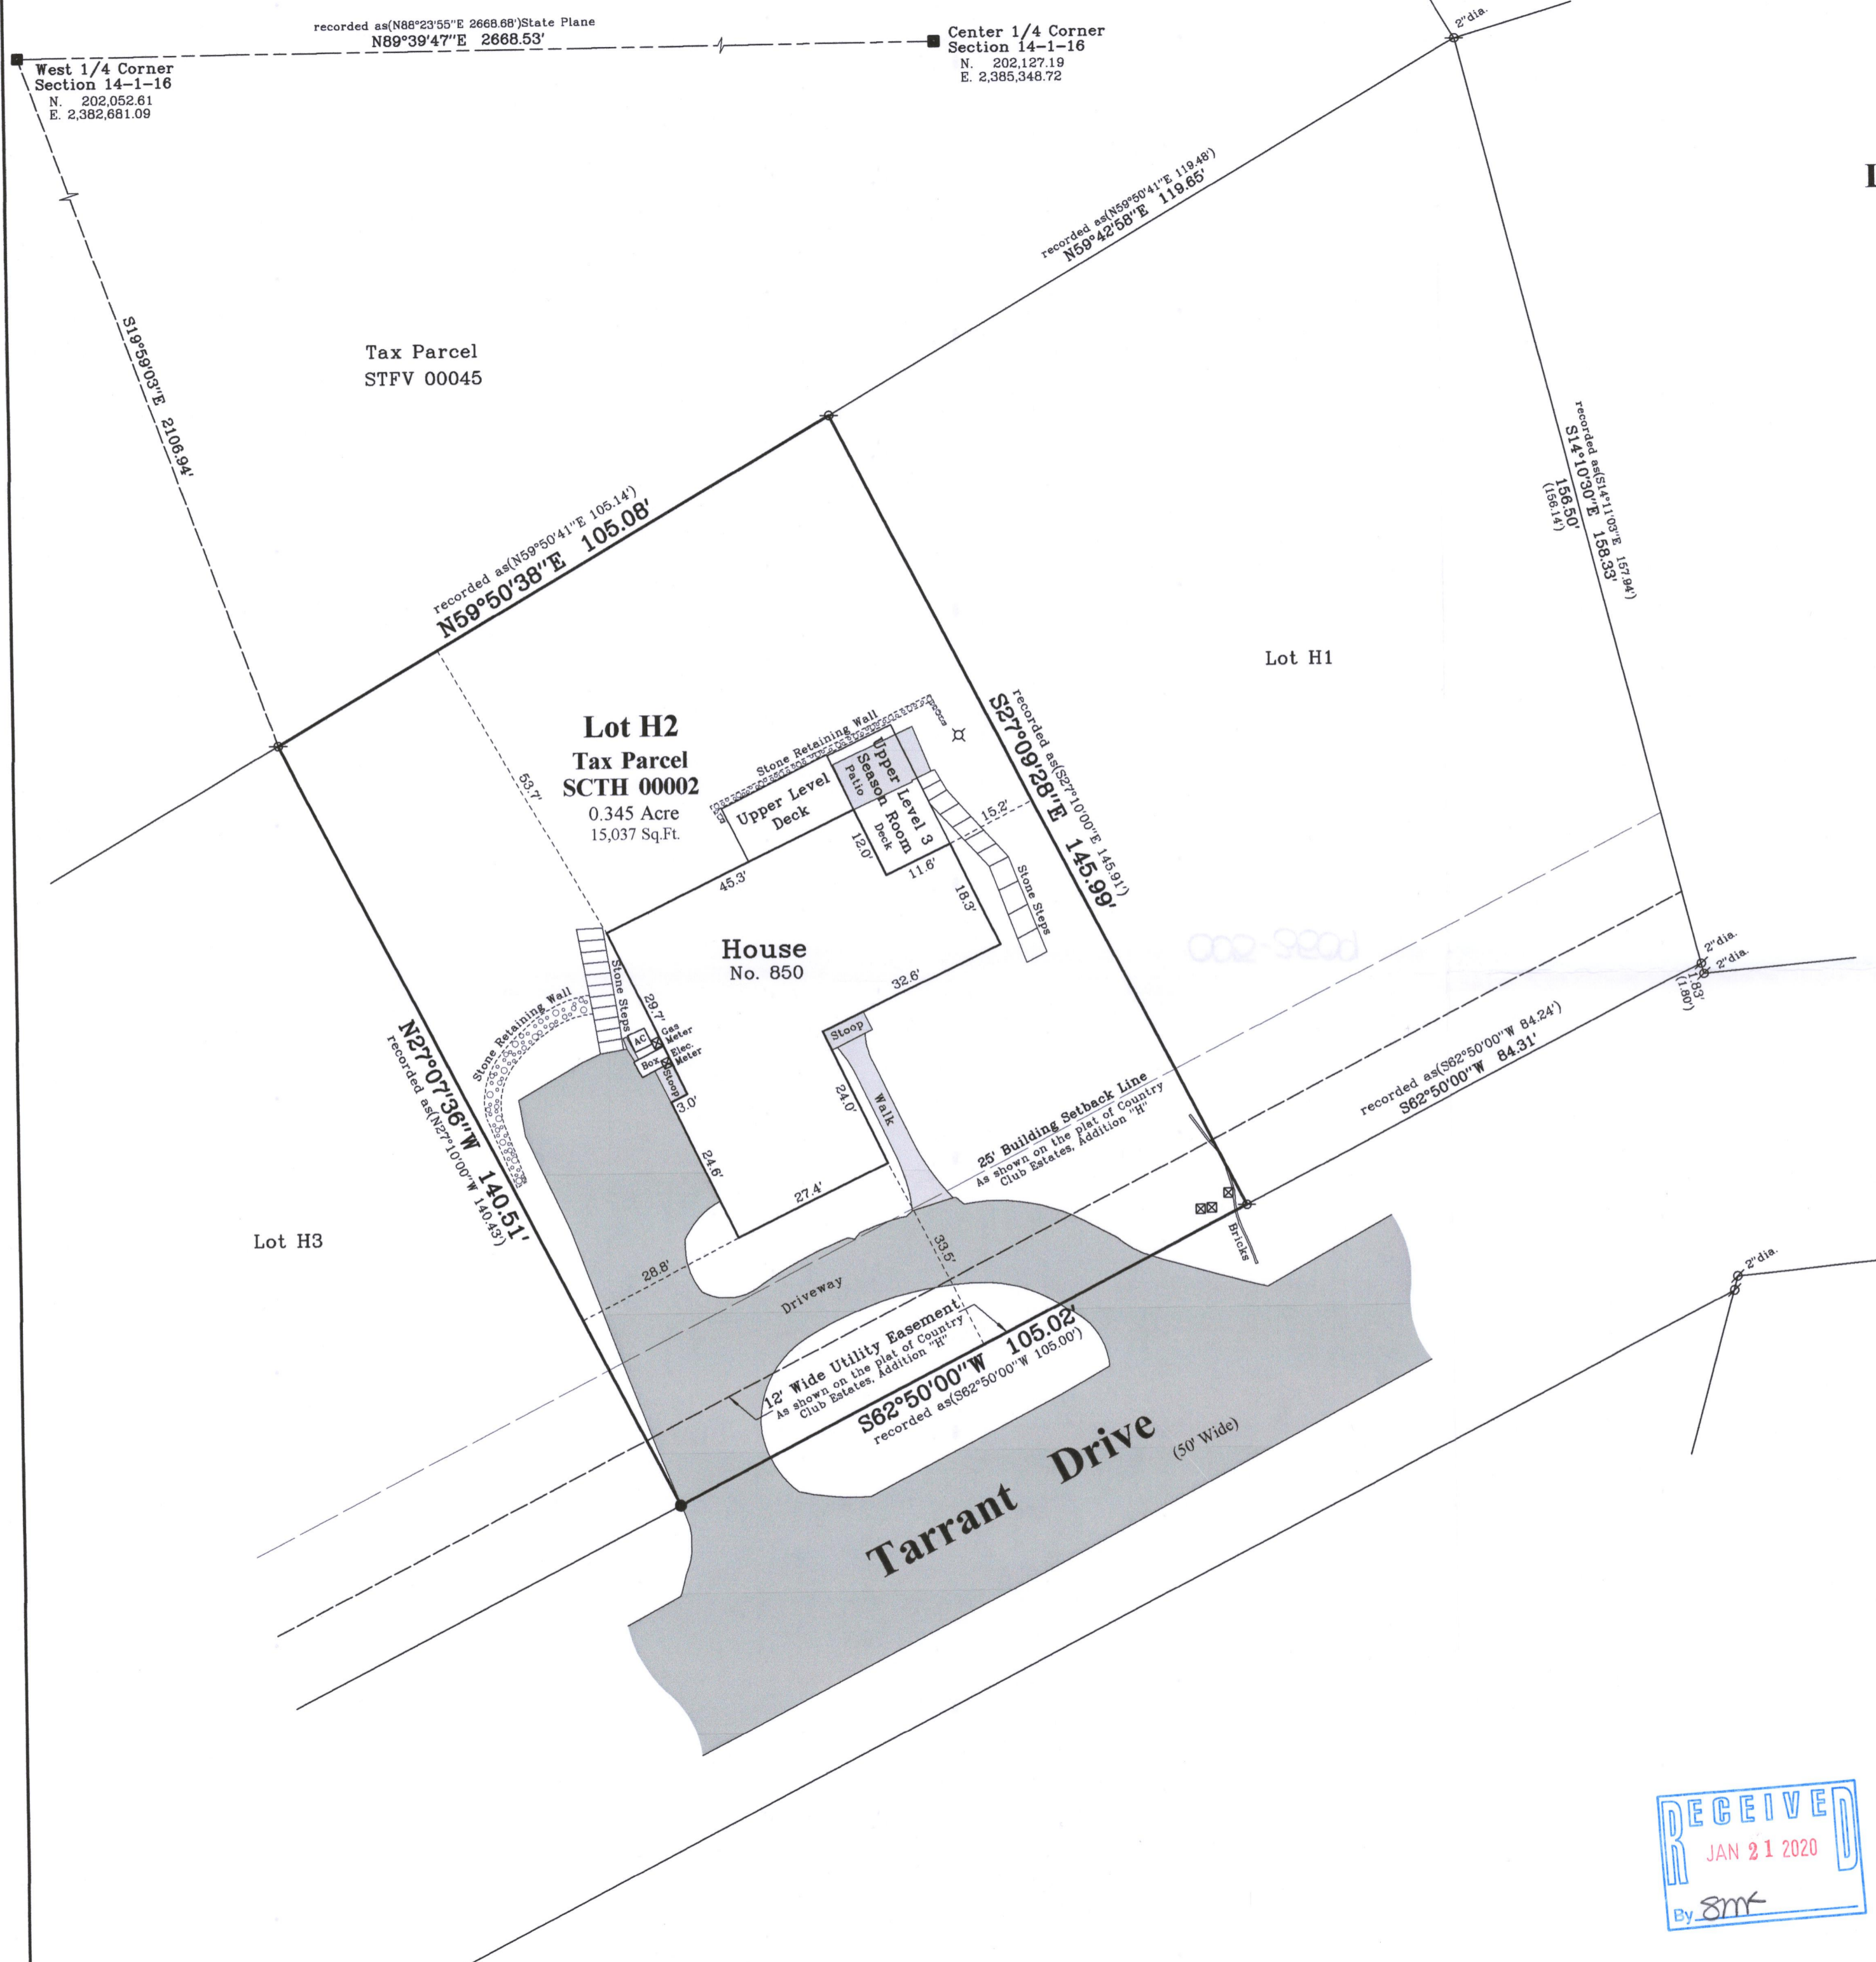 recorded as(N88°23'55"E 2668.68')State Plane
N89°39'47"E 2668.53'
West 1/4 Corner
Section 14-1-16
N. 202,052.61
E. 2,382,681.09
Center 1/4 Corner
Section 14-1-16
N. 202,127.19
E. 2,385,348.72
2"dia.
S19°59'03"E 2106.94'
recorded as(N59°50'41"E 119.48')
N59°42'58"E 119.65'
Tax Parcel
STFV 00045
recorded as(N59°50'41"E 105.14')
N59°50'38"E 105.08'
recorded as(S14°11'03"E 157.94')
S14°10'30"E 158.33'
156.50'
(156.14')
Lot H1
Lot H2
Tax Parcel
SCTH 00002
0.345 Acre
15,037 Sq.Ft.
53.7'
Stone Retaining Wall
Upper Level
Deck
Upper Level 3
Season Room
Patio
Deck
12.0'
11.6'
15.2'
18.3'
45.3'
Stone Steps
recorded as(S27°10'00"E 145.91')
S27°09'28"E 145.99'
House
No. 850
32.6'
29.7'
Stone Steps
Stone Retaining Wall
AC
Gas
Meter
Box
Elec.
Meter
Stoop
3.0'
Stoop
Walk
24.0'
24.6'
27.4'
N27°07'36"W 140.51'
recorded as(N27°10'00"W 140.43')
Lot H3
28.8'
33.5'
Driveway
25' Building Setback Line
As shown on the plat of Country
Club Estates, Addition "H"
12' Wide Utility Easement
As shown on the plat of Country
Club Estates, Addition "H"
S62°50'00"W 105.02'
recorded as(S62°50'00"W 105.00')
Bricks
recorded as(S62°50'00"W 84.24')
S62°50'00"W 84.31'
2"dia.
2"dia.
1.83'
(1.80')
2"dia.
Tarrant Drive (50' Wide)
RECEIVED
JAN 21 2020
By